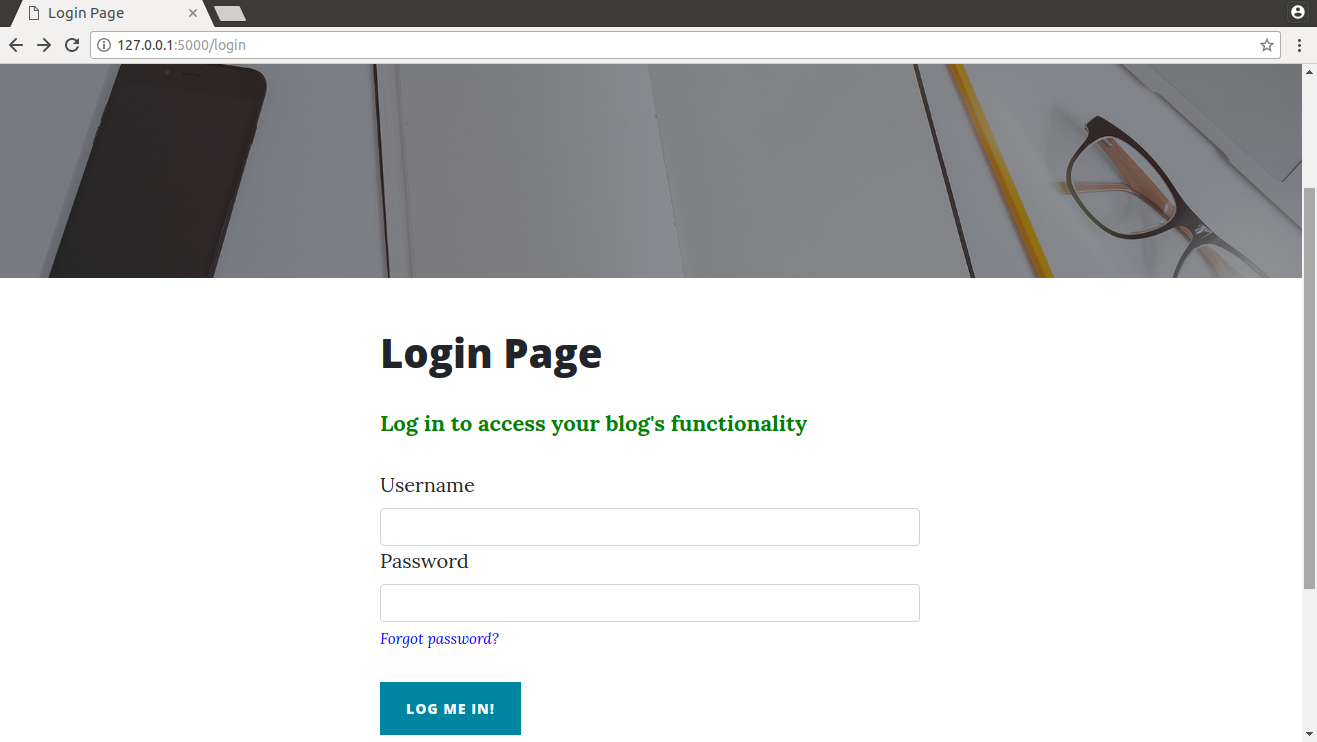 Login Page
127.0.0.1:5000/login
Login Page
Log in to access your blog's functionality
Username
Password
Forgot password?
LOG ME IN!